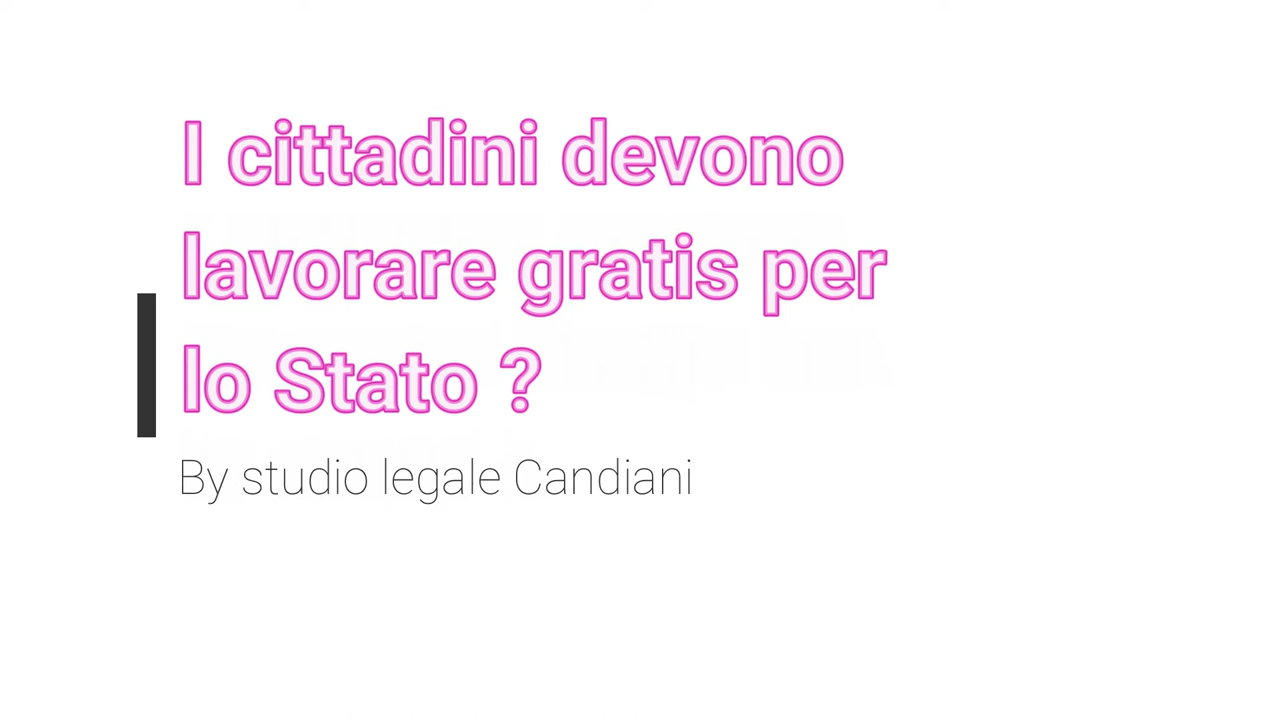 I cittadini devono
lavorare gratis per
lo Stato ?
By studio legale Candiani